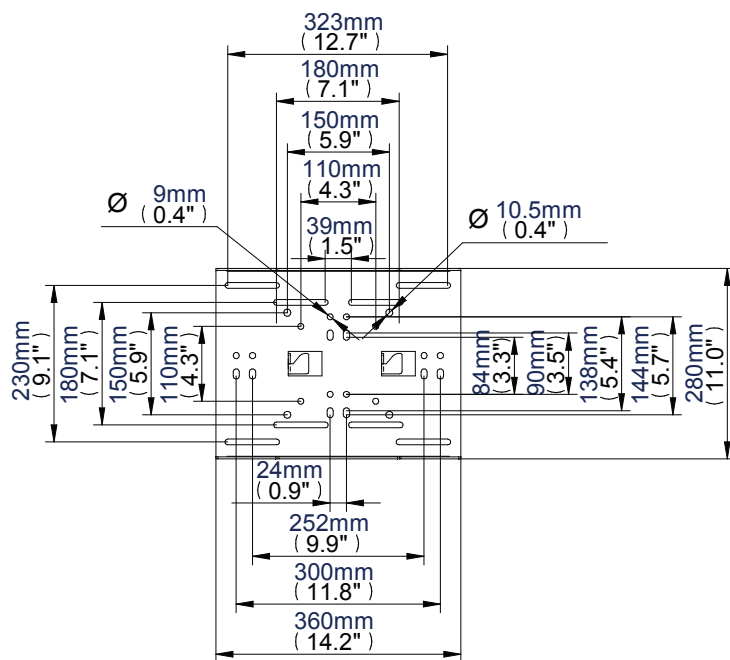 323mm
( 12.7" )
180mm
( 7.1" )
150mm
( 5.9" )
110mm
( 4.3" )
39mm
( 1.5" )
Ø 9mm
( 0.4" )
Ø 10.5mm
( 0.4" )
230mm
( 9.1" )
180mm
( 7.1" )
150mm
( 5.9" )
110mm
( 4.3" )
84mm
( 3.3" )
90mm
( 3.5" )
138mm
( 5.4" )
144mm
( 5.7" )
280mm
( 11.0" )
24mm
( 0.9" )
252mm
( 9.9" )
300mm
( 11.8" )
360mm
( 14.2" )